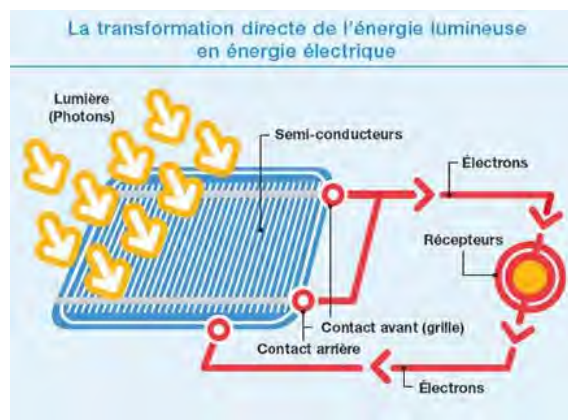 La transformation directe de l'énergie lumineuse
en énergie électrique
Lumière
(Photons)
Semi-conducteurs
Électrons
Récepteurs
Contact avant (grille)
Contact arrière
Électrons